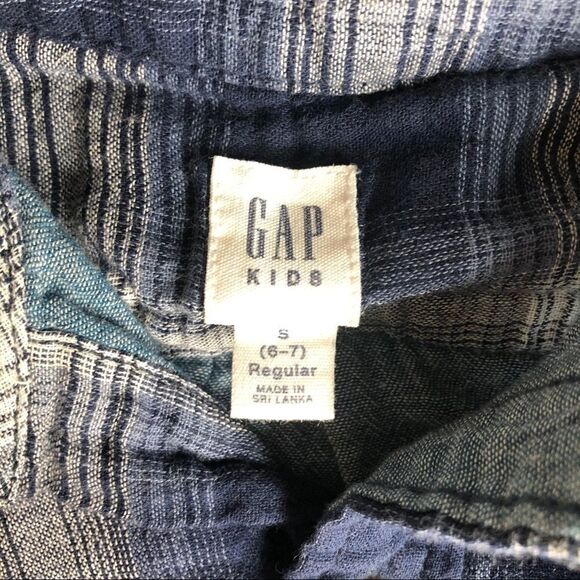 GAP
KIDS
S
(6-7)
Regular
MADE IN
SRI LANKA